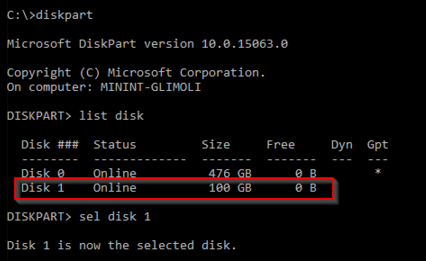 C:\>diskpart
Microsoft DiskPart version 10.0.15063.0
Copyright (C) Microsoft Corporation.
On computer: MININT-GLIMOLI
DISKPART> list disk
  Disk ###  Status         Size     Free     Dyn  Gpt
  --------  -------------  -------  -------  ---  ---
  Disk 0    Online          476 GB      0 B        *
  Disk 1    Online          100 GB      0 B
DISKPART> sel disk 1
Disk 1 is now the selected disk.